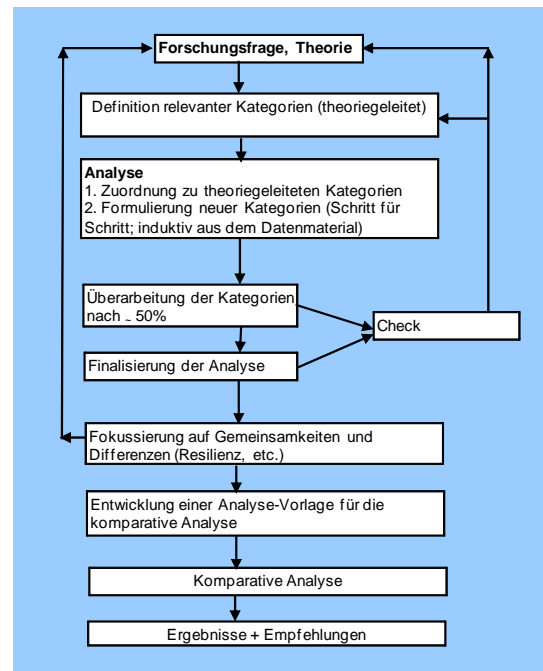 Forschungsfrage, Theorie
Definition relevanter Kategorien (theoriegeleitet)
Analyse
1. Zuordnung zu theoriegeleiteten Kategorien
2. Formulierung neuer Kategorien (Schritt für
Schritt; induktiv aus dem Datenmaterial)
Überarbeitung der Kategorien
nach ~ 50%
Check
Finalisierung der Analyse
Fokussierung auf Gemeinsamkeiten und
Differenzen (Resilienz, etc.)
Entwicklung einer Analyse-Vorlage für die
komparative Analyse
Komparative Analyse
Ergebnisse + Empfehlungen